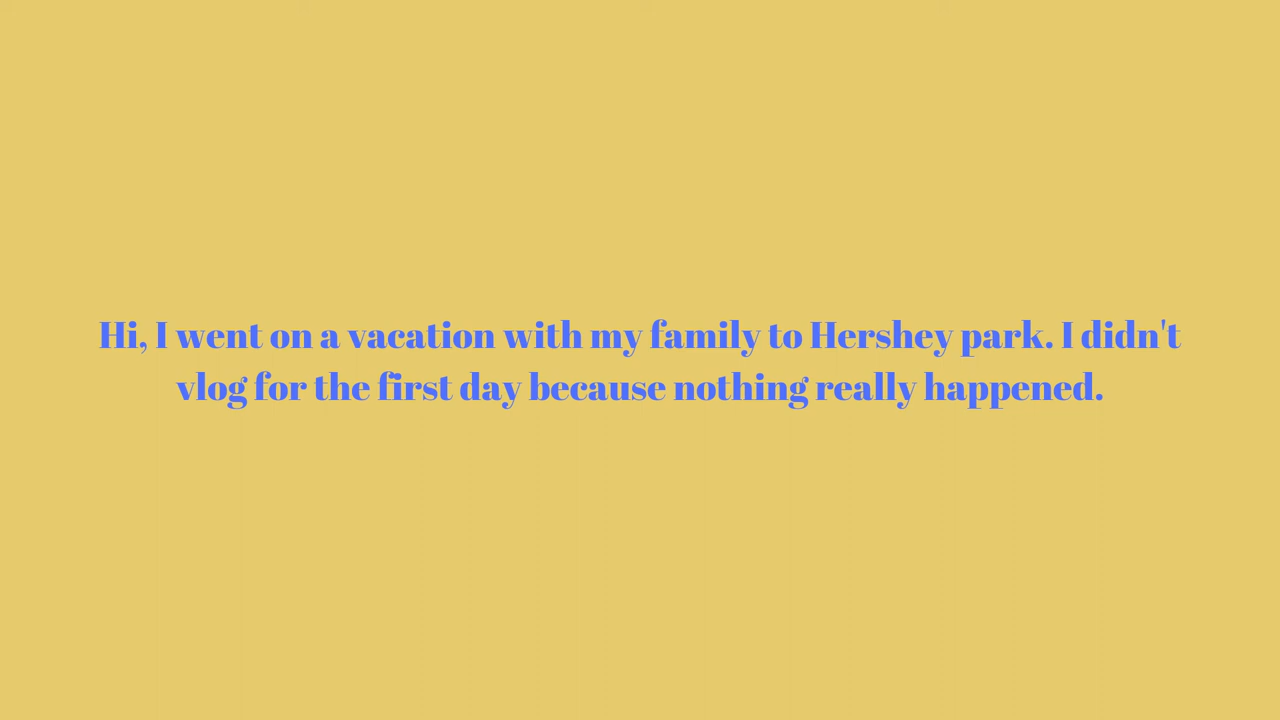 Hi, I went on a vacation with my family to Hershey park. I didn't
vlog for the first day because nothing really happened.